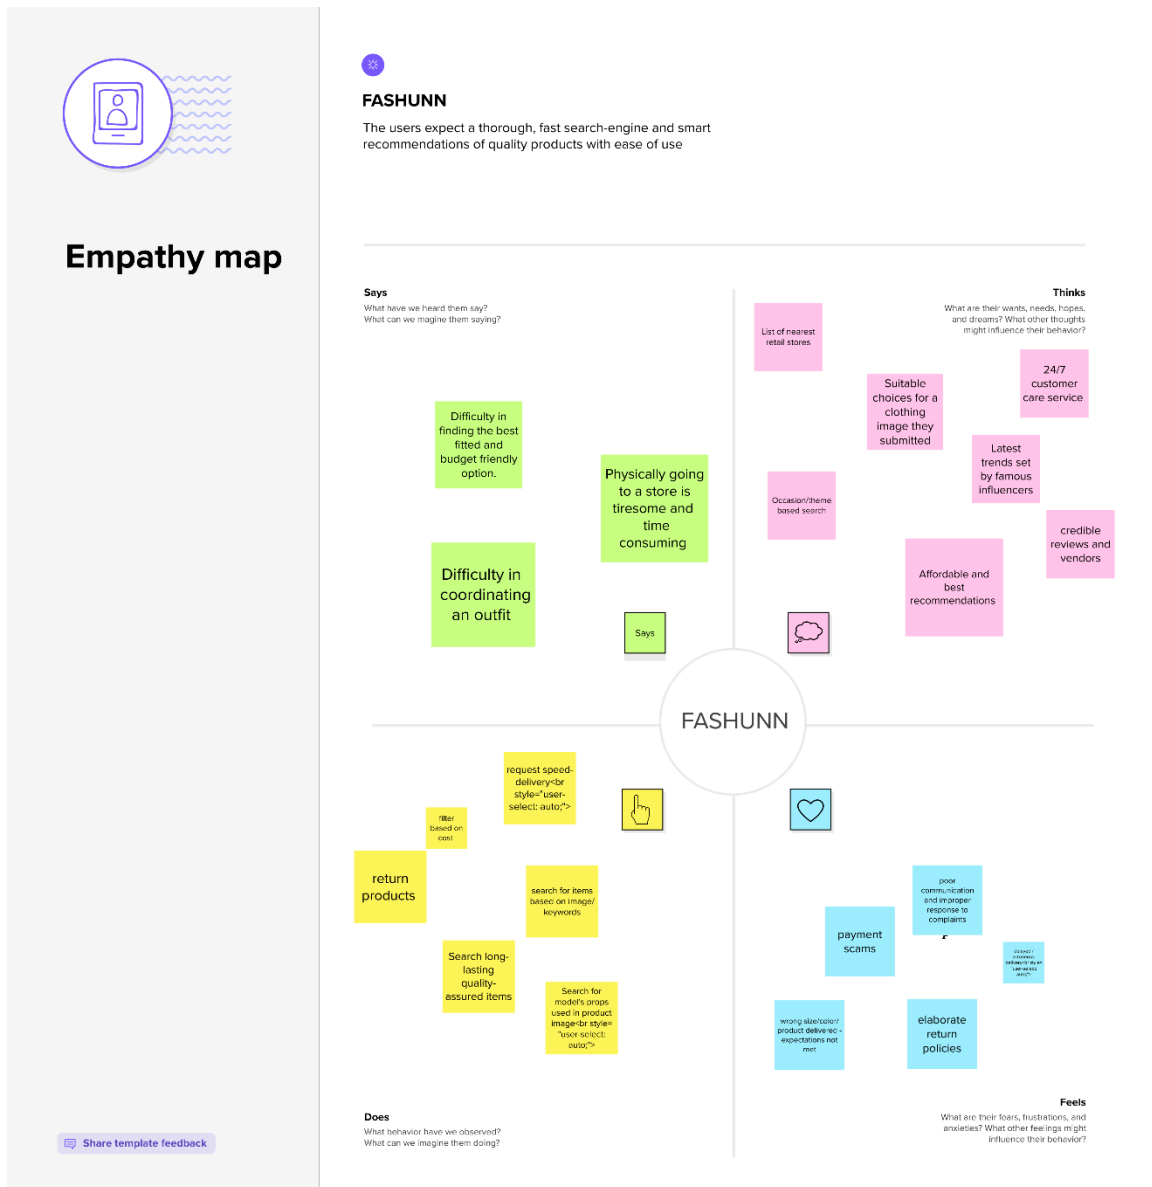 FASHUNN
The users expect a thorough, fast search-engine and smart
recommendations of quality products with ease of use
Empathy map
Says
What have we heard them say?
What can we magine them saying?
Thinks
What are their wants, needs, hopes,
and dreams? What other thoughts
might influence their behavior?
List of nearest
retail stores
24/7
customer
care service
Suitable
choices for a
clothing
image they
submitted
Difficulty in
finding the best
fitted and
budget friendly
option.
Latest
trends set
by famous
influencers
Physically going
to a store is
tiresome and
time
consuming
Occasion/theme
based search
credible
reviews and
vendors
Difficulty in
coordinating
an outfit
Affordable and
best
recommendations
Says
FASHUNN
request speed-
delivery<br
style="user-
select: auto;">
filter
based on
cost
return
products
search for items
based on image/
keywords
Search long-
lasting
quality-
assured items
Search for
model's props
used in product
image<br style=
"user-select:
auto;">
poor
communication
and improper
response to
complaints
payment
scams
delivery<br style=
"user-select:
auto;">
wrong size/color/
product delivered -
expectations not
met
elaborate
return
policies
Does
What behavior have we observed?
What can we imagine them doing?
Feels
What are their fears, frustrations, and
anxieties? What other feelings might
influence their behavior?
Share template feedback